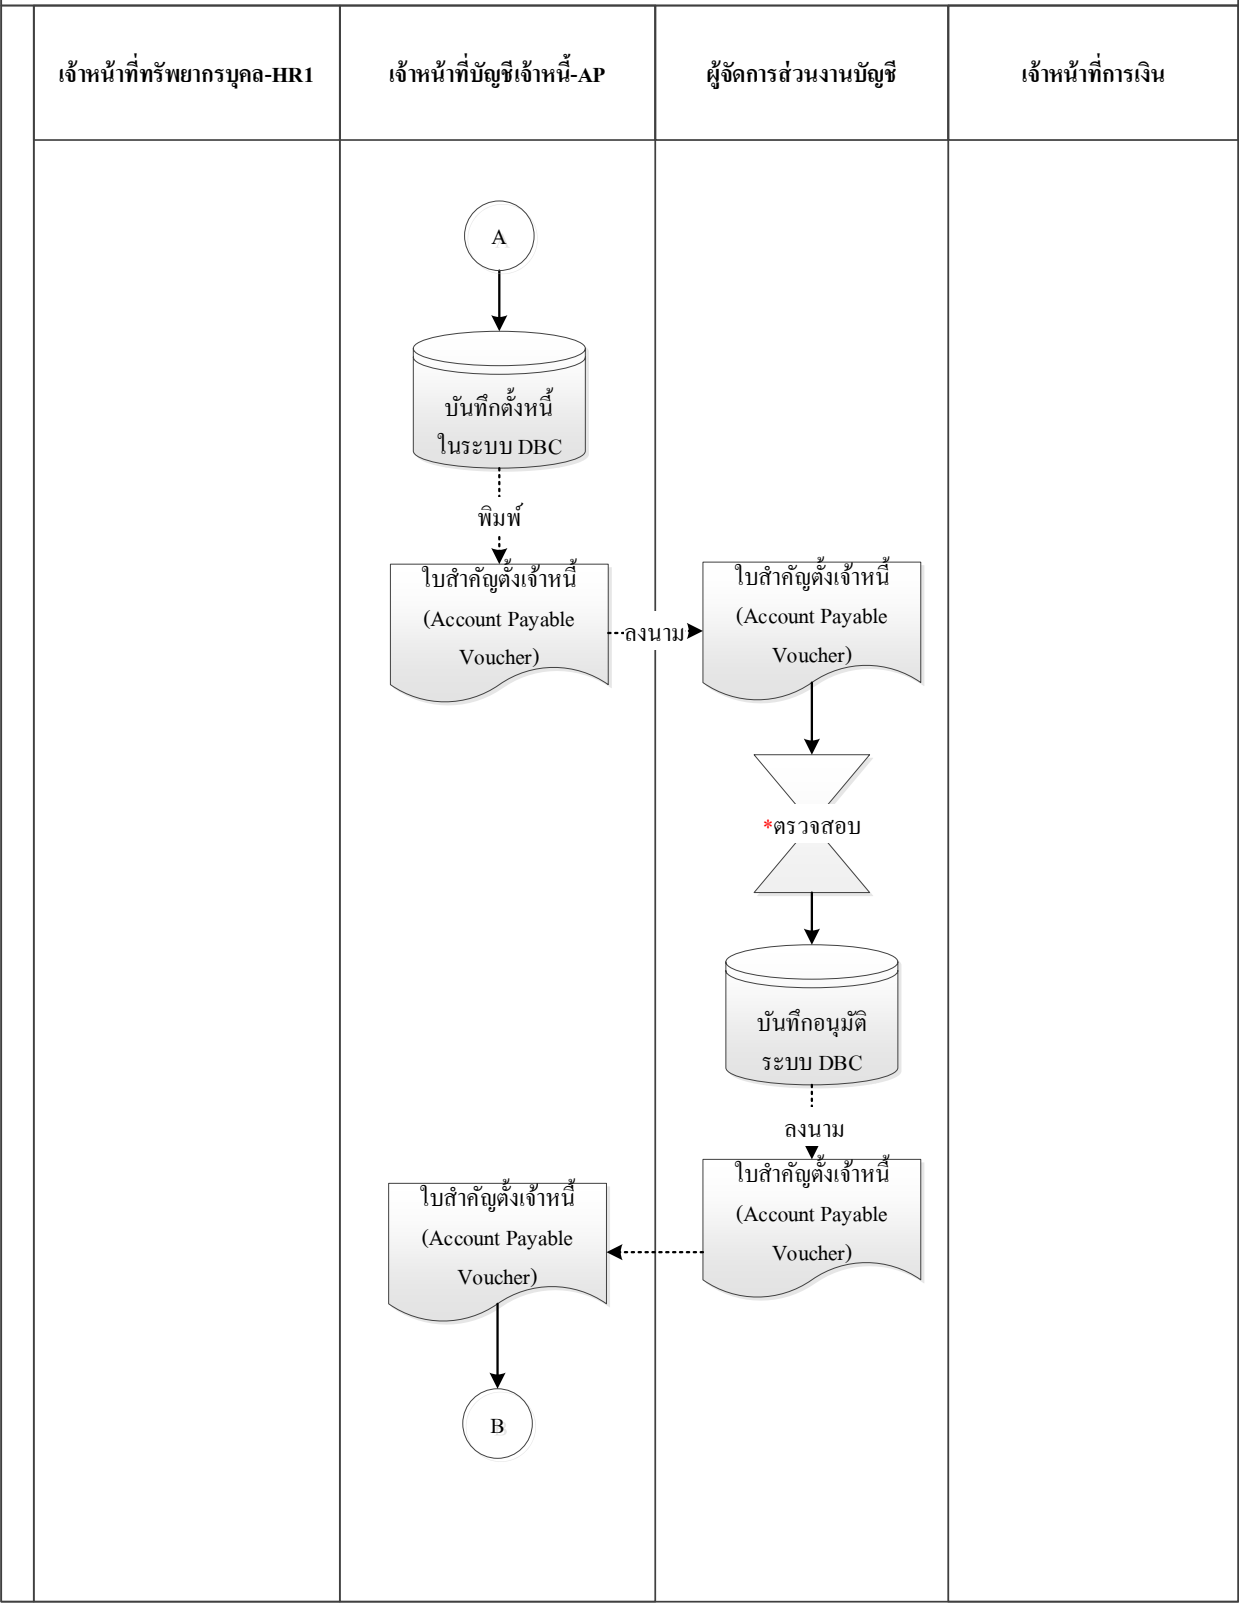 เจ้าหน้าที่ทรัพยากรบุคคล-HR1
เจ้าหน้าที่บัญชีเจ้าหนี้-AP
ผู้จัดการส่วนงานบัญชี
เจ้าหน้าที่การเงิน
A
บันทึกตั้งหนี้
ในระบบ DBC
พิมพ์
ใบสำคัญตั้งเจ้าหนี้
(Account Payable
Voucher)
ลงนาม
ใบสำคัญตั้งเจ้าหนี้
(Account Payable
Voucher)
*ตรวจสอบ
บันทึกอนุมัติ
ระบบ DBC
ลงนาม
ใบสำคัญตั้งเจ้าหนี้
(Account Payable
Voucher)
ใบสำคัญตั้งเจ้าหนี้
(Account Payable
Voucher)
B